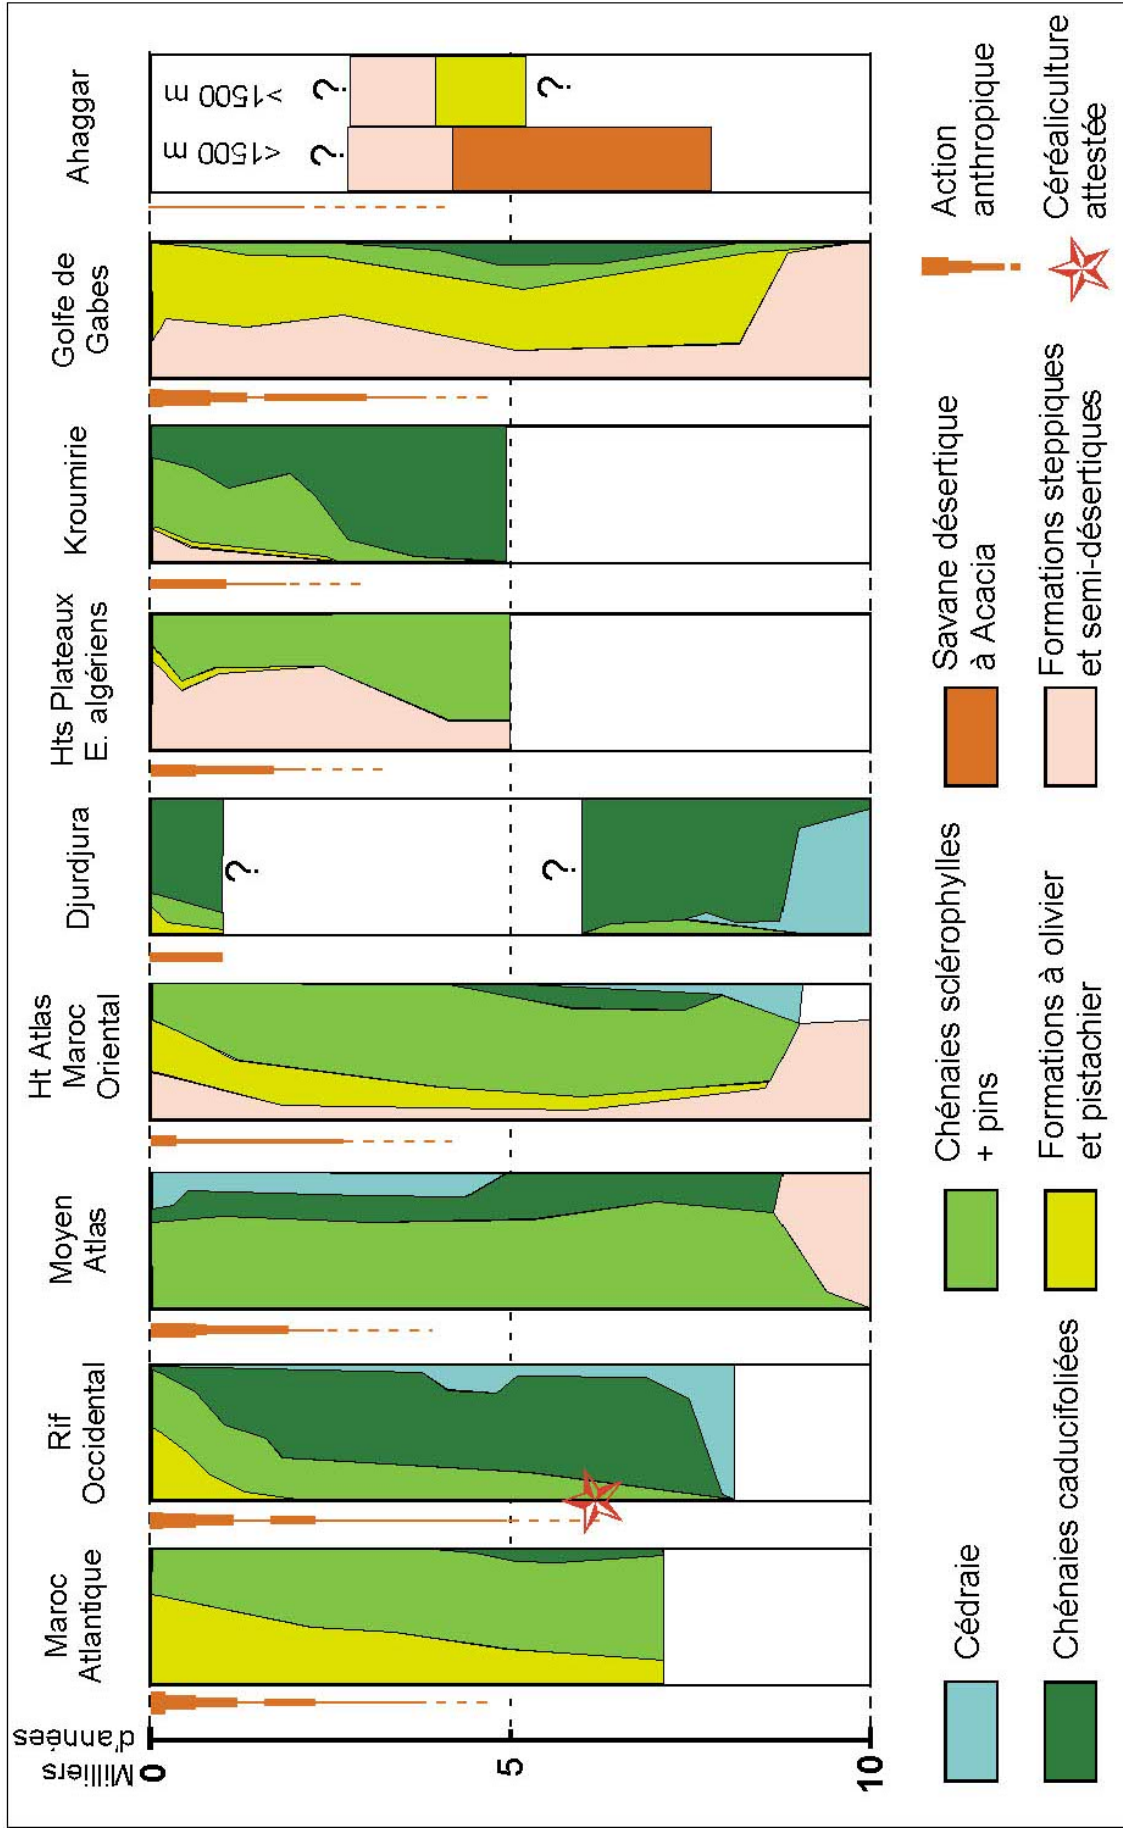 Milliers
d'années
0
5
10
Maroc
Atlantique
Rif
Occidental
Moyen
Atlas
Ht Atlas
Maroc
Oriental
Djurdjura
?
?
Hts Plateaux
E. algériens
Kroumirie
Golfe de
Gabes
Ahaggar
<1500 m
>1500 m
?
?
?
Cédraie
Chénaies sclérophylles
+ pins
Savane désertique
à Acacia
Action
anthropique
Chénaies caducifoliées
Formations à olivier
et pistachier
Formations steppiques
et semi-désertiques
Céréaliculture
attestée